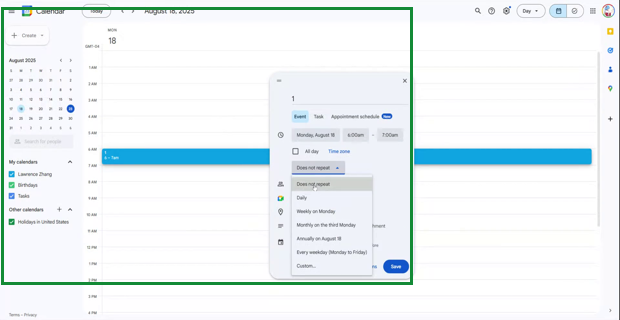 Calendar
Today
August 18, 2025
Day
Create
MON
18
GMT-04
August 2025
S M T W T F S
27 28 29 30 31 1 2
3 4 5 6 7 8 9
10 11 12 13 14 15 16
17 18 19 20 21 22 23
24 25 26 27 28 29 30
31 1 2 3 4 5 6
Search for people
My calendars
Lawrence Zhang
Birthdays
Tasks
Other calendars
Holidays in United States
Terms – Privacy
1 AM
2 AM
3 AM
4 AM
5 AM
6 AM
7 AM
8 AM
9 AM
10 AM
11 AM
12 PM
1 PM
2 PM
3 PM
4 PM
1
6 – 7am
1
Event Task Appointment schedule New
Monday, August 18 6:00am – 7:00am
All day Time zone
Does not repeat
Does not repeat
Daily
Weekly on Monday
Monthly on the third Monday
Annually on August 18
Every weekday (Monday to Friday)
Custom...
Save